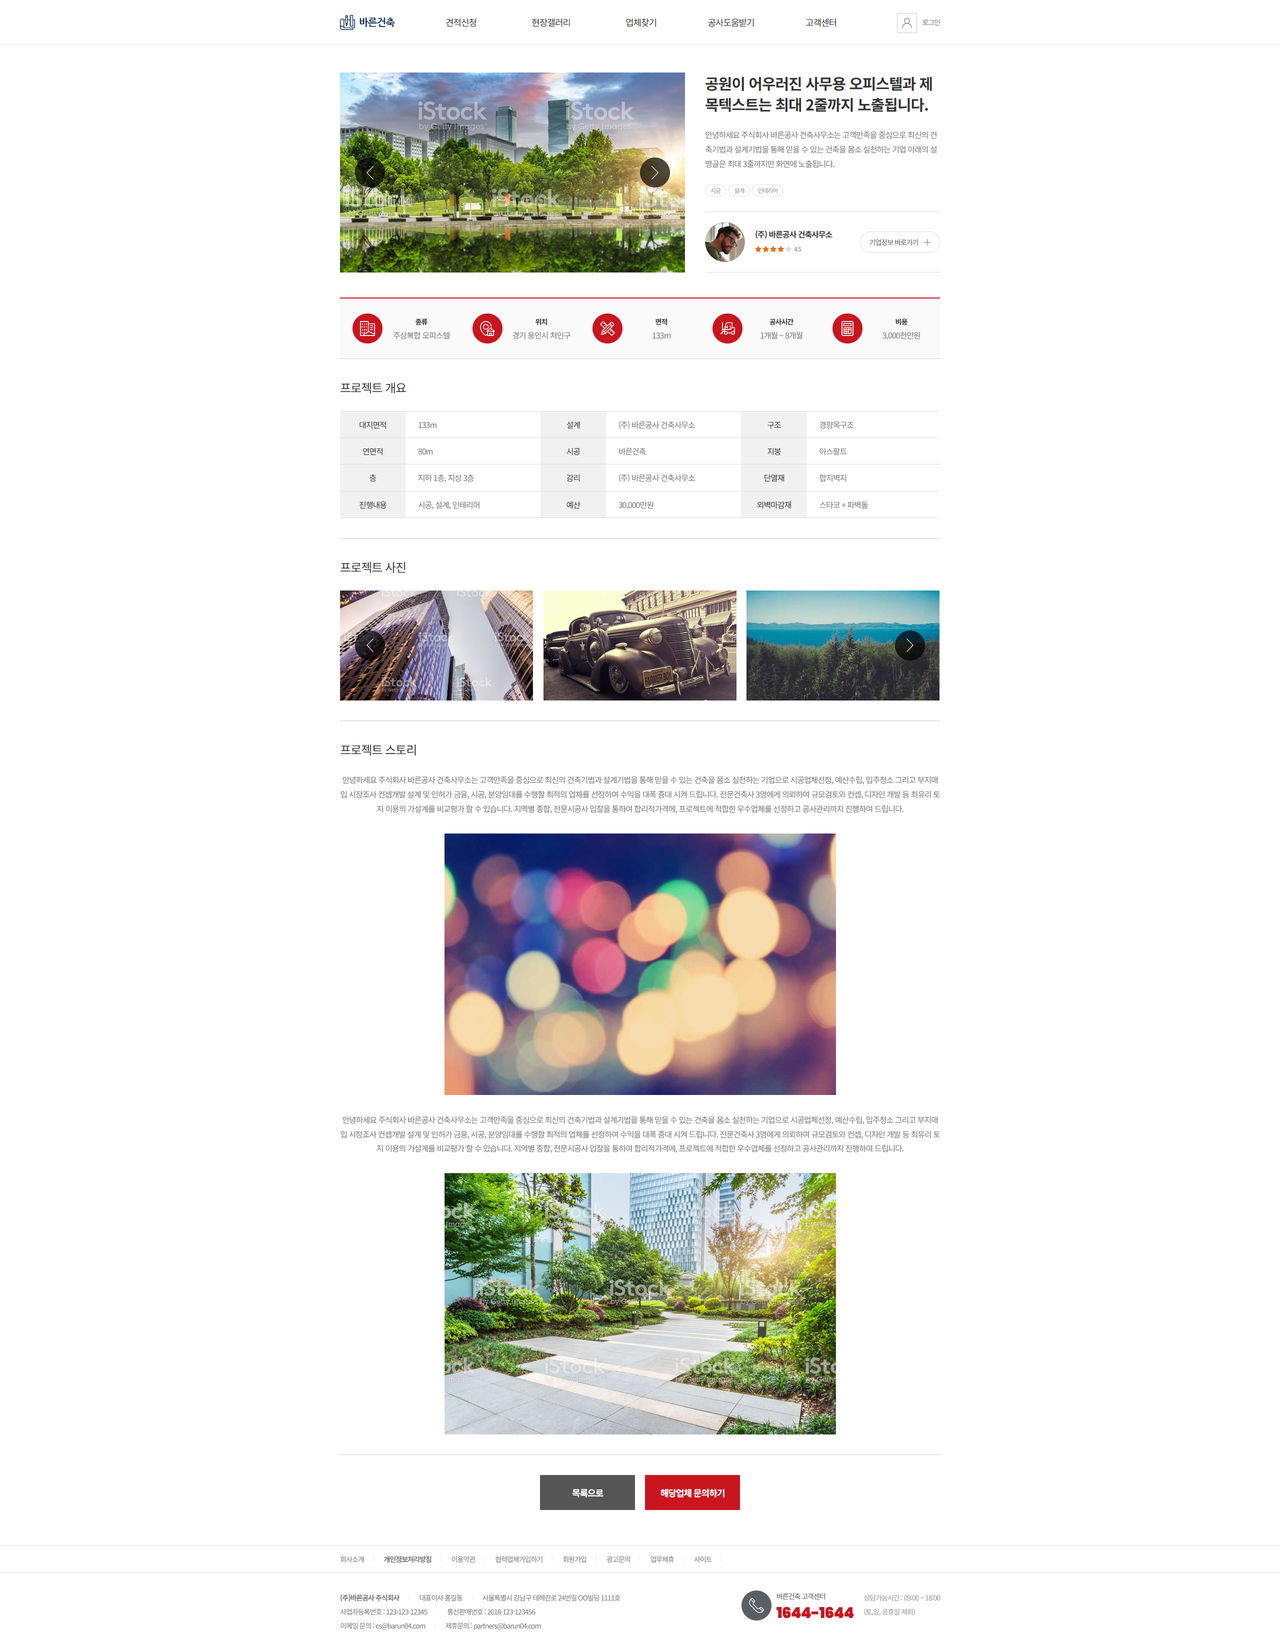 바른건축
견적신청
현장갤러리
업체찾기
공사도움받기
고객센터
로그인
iStock
by Getty Images
iStock
by Getty Images
iStock
공원이 어우러진 사무용 오피스텔과 제
목텍스트는 최대 2줄까지 노출됩니다.
안녕하세요 주식회사 바른공사 건축사무소는 고객만족을 중심으로 최신의 건
축기법과 설계기법을 통해 믿을 수 있는 건축을 몸소 실천하는 기업 아래의 설
명글은 최대 3줄까지만 화면에 노출됩니다.
시공
설계
인테리어
(주) 바른공사 건축사무소
4.5
기업정보 바로가기
종류
주상복합 오피스텔
위치
경기 용인시 처인구
면적
133m
공사시간
1개월 ~ 8개월
비용
3,000천만원
프로젝트 개요
대지면적 133m 설계 (주) 바른공사 건축사무소 구조 경량목구조
연면적 80m 시공 바른건축 지붕 아스팔트
층 지하 1층, 지상 3층 감리 (주) 바른공사 건축사무소 단열재 합지벽지
진행내용 시공, 설계, 인테리어 예산 30,000만원 외벽마감재 스타코 + 파벽돌
프로젝트 사진
iStock
iStock
iStock
프로젝트 스토리
안녕하세요 주식회사 바른공사 건축사무소는 고객만족을 중심으로 최신의 건축기법과 설계기법을 통해 믿을 수 있는 건축을 몸소 실천하는 기업으로 시공업체선정, 예산수립, 입주청소 그리고 부지매
입 시장조사 컨셉개발 설계 및 인허가 금융, 시공, 분양임대를 수행할 최적의 업체를 선정하여 수익을 대폭 증대 시켜 드립니다. 전문건축사 3명에게 의뢰하여 규모검토와 컨셉, 디자인 개발 등 최유리 토
지 이용의 가설계를 비교평가 할 수 있습니다. 지역별 종합, 전문시공사 입찰을 통하여 합리적가격에, 프로젝트에 적합한 우수업체를 선정하고 공사관리까지 진행하여 드립니다.
안녕하세요 주식회사 바른공사 건축사무소는 고객만족을 중심으로 최신의 건축기법과 설계기법을 통해 믿을 수 있는 건축을 몸소 실천하는 기업으로 시공업체선정, 예산수립, 입주청소 그리고 부지매
입 시장조사 컨셉개발 설계 및 인허가 금융, 시공, 분양임대를 수행할 최적의 업체를 선정하여 수익을 대폭 증대 시켜 드립니다. 전문건축사 3명에게 의뢰하여 규모검토와 컨셉, 디자인 개발 등 최유리 토
지 이용의 가설계를 비교평가 할 수 있습니다. 지역별 종합, 전문시공사 입찰을 통하여 합리적가격에, 프로젝트에 적합한 우수업체를 선정하고 공사관리까지 진행하여 드립니다.
iStock
by Getty Images
iStock
by Getty Images
iStock
by Getty Images
iStock
iStock
by Getty Images
목록으로
해당업체 문의하기
회사소개
개인정보처리방침
이용약관
협력업체가입하기
회원가입
광고문의
업무제휴
사이트
(주)바른공사 주식회사 대표이사 홍길동 서울특별시 강남구 테헤란로 24번길 OO빌딩 1111호
사업자등록번호 : 123-123-12345 통신판매번호 : 2018-123-123456
이메일 문의 : cs@barun04.com 제휴문의 : partners@barun04.com
바른건축 고객센터
1644-1644
상담가능시간 : 09:00 ~ 18:00
(토,일, 공휴일 제외)